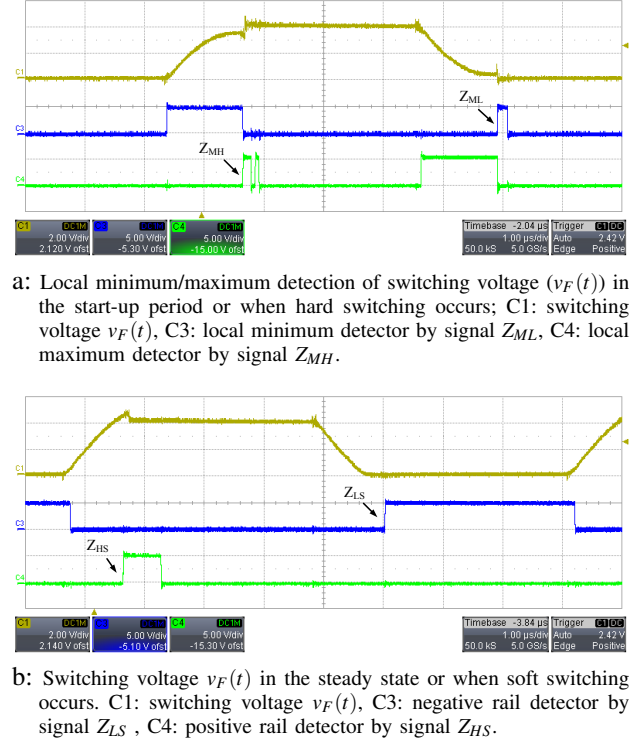 C1
Z_ML
C3
Z_MH
C4
C1 DC1M
2.00 V/div
2.120 V ofst
DC1M
5.00 V/div
-5.30 V ofst
C4 DC1M
5.00 V/div
-15.00 V ofst
Timebase -2.04 µs
1.00 µs/div
50.0 kS 5.0 GS/s
Trigger C1 DC
Auto 2.42 V
Edge Positive
a: Local minimum/maximum detection of switching voltage (v_F(t)) in
the start-up period or when hard switching occurs; C1: switching
voltage v_F(t), C3: local minimum detector by signal Z_ML, C4: local
maximum detector by signal Z_MH.
C1
Z_LS
C3
Z_HS
C4
C1 DC1M
2.00 V/div
2.140 V ofst
DC1M
5.00 V/div
-5.10 V ofst
C4 DC1M
5.00 V/div
-15.30 V ofst
Timebase -3.84 µs
1.00 µs/div
50.0 kS 5.0 GS/s
Trigger C1 DC
Auto 2.42 V
Edge Positive
b: Switching voltage v_F(t) in the steady state or when soft switching
occurs. C1: switching voltage v_F(t), C3: negative rail detector by
signal Z_LS , C4: positive rail detector by signal Z_HS.